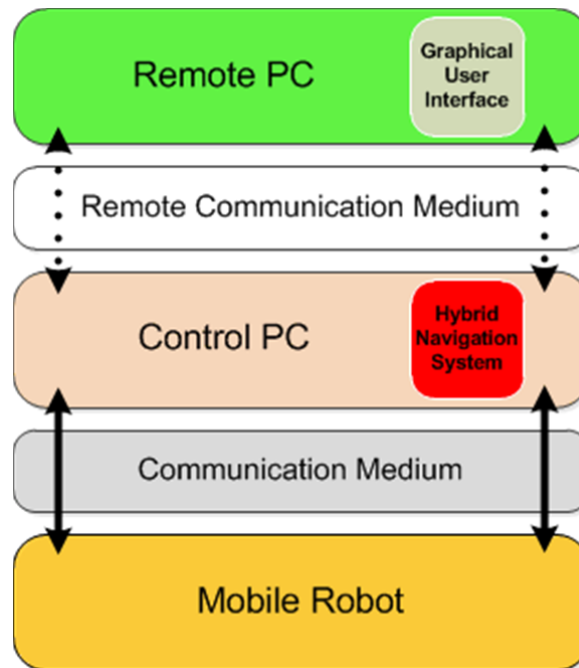 Remote PC
Graphical
User
Interface
Remote Communication Medium
Control PC
Hybrid
Navigation
System
Communication Medium
Mobile Robot